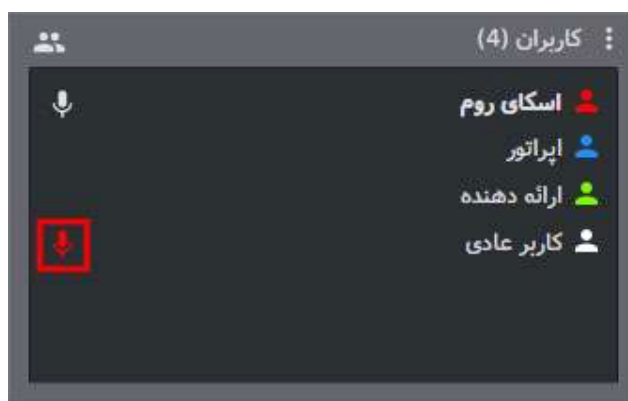 کاربران (4)
اسکای روم
اپراتور
ارائه دهنده
کاربر عادی